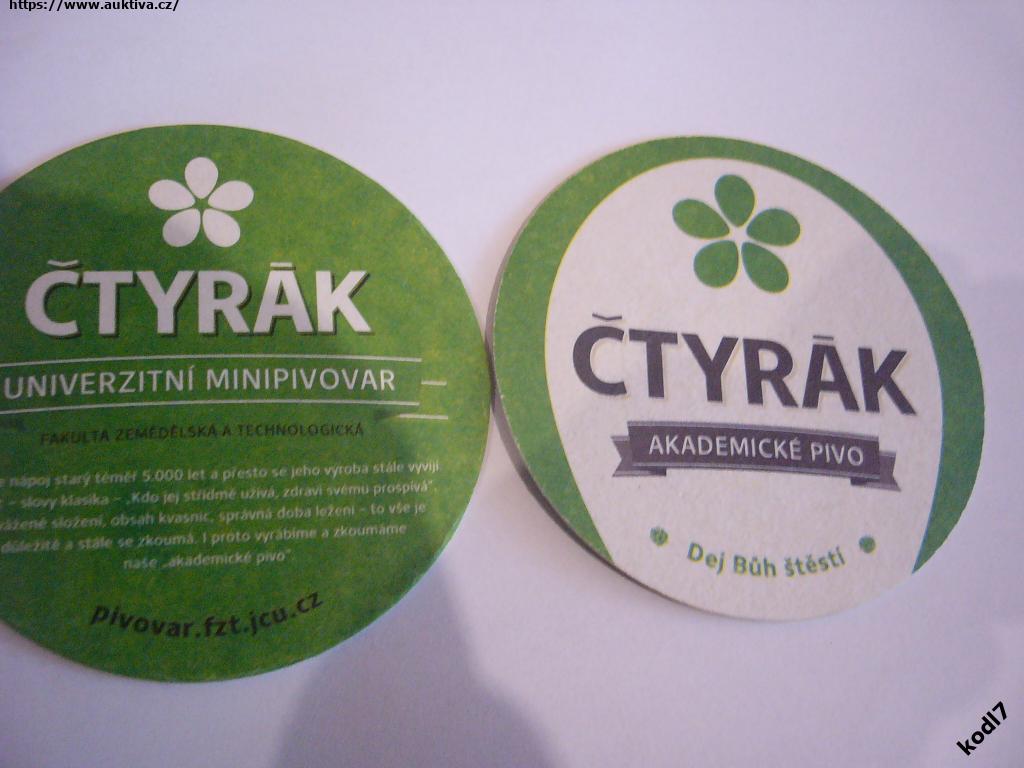 https://www.auktiva.cz/
ČTYRÁK
UNIVERZITNÍ MINIPIVOVAR
FAKULTA ZEMĚDĚLSKÁ A TECHNOLOGICKÁ
nápoj starý téměř 5.000 let a přesto se jeho výroba stále vyvíjí
- slovy klasika - „Kdo jej střídmě užívá, zdraví svému prospívá".
složení, obsah kvasnic, správná doba ležení - to vše je
důležité a stále se zkoumá. I proto vyrábíme a zkoumáme
naše „akademické pivo"
pivovar.fzt.jcu.cz
ČTYRÁK
AKADEMICKÉ PIVO
Dej Bůh štěstí
kodl7